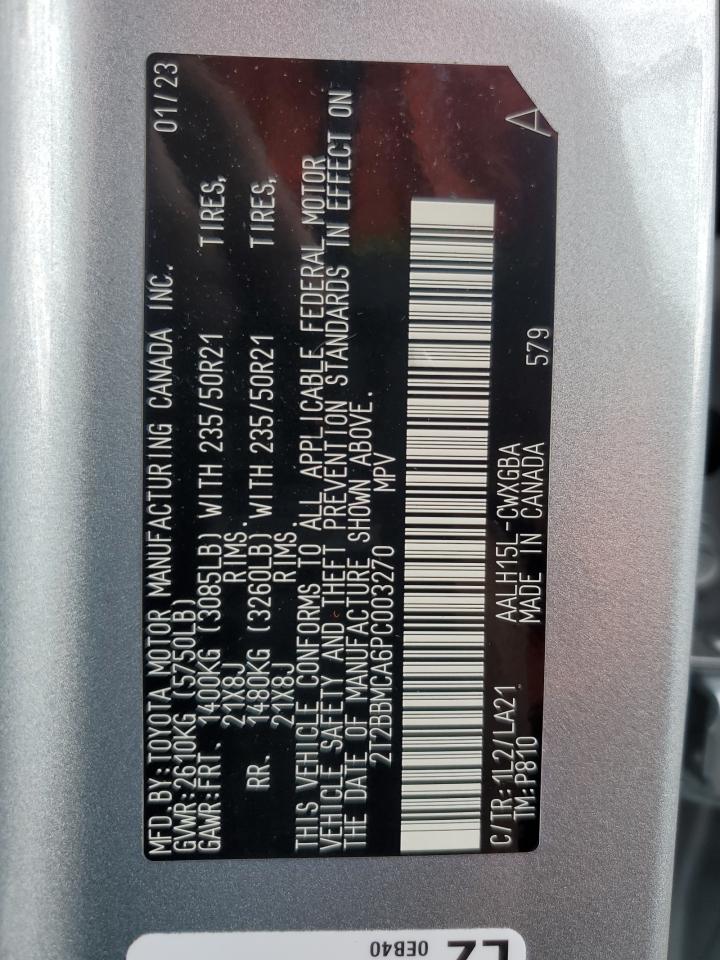 MFD.BY:TOYOTA MOTOR MANUFACTURING CANADA INC. 01/23
GVWR:2610KG (5750LB)
GAWR:FRT. 1400KG (3085LB) WITH 235/50R21 TIRES,
21X8J RIMS.
RR. 1480KG (3260LB) WITH 235/50R21 TIRES,
21X8J RIMS.
THIS VEHICLE CONFORMS TO ALL APPLICABLE FEDERAL MOTOR
VEHICLE SAFETY AND THEFT PREVENTION STANDARDS IN EFFECT ON
THE DATE OF MANUFACTURE SHOWN ABOVE.
2T2BBMCA6PC003270 MPV
A
C/TR:1L2/LA21 AALH15L-CWXGBA
TM:P810 MADE IN CANADA 579
0EB40